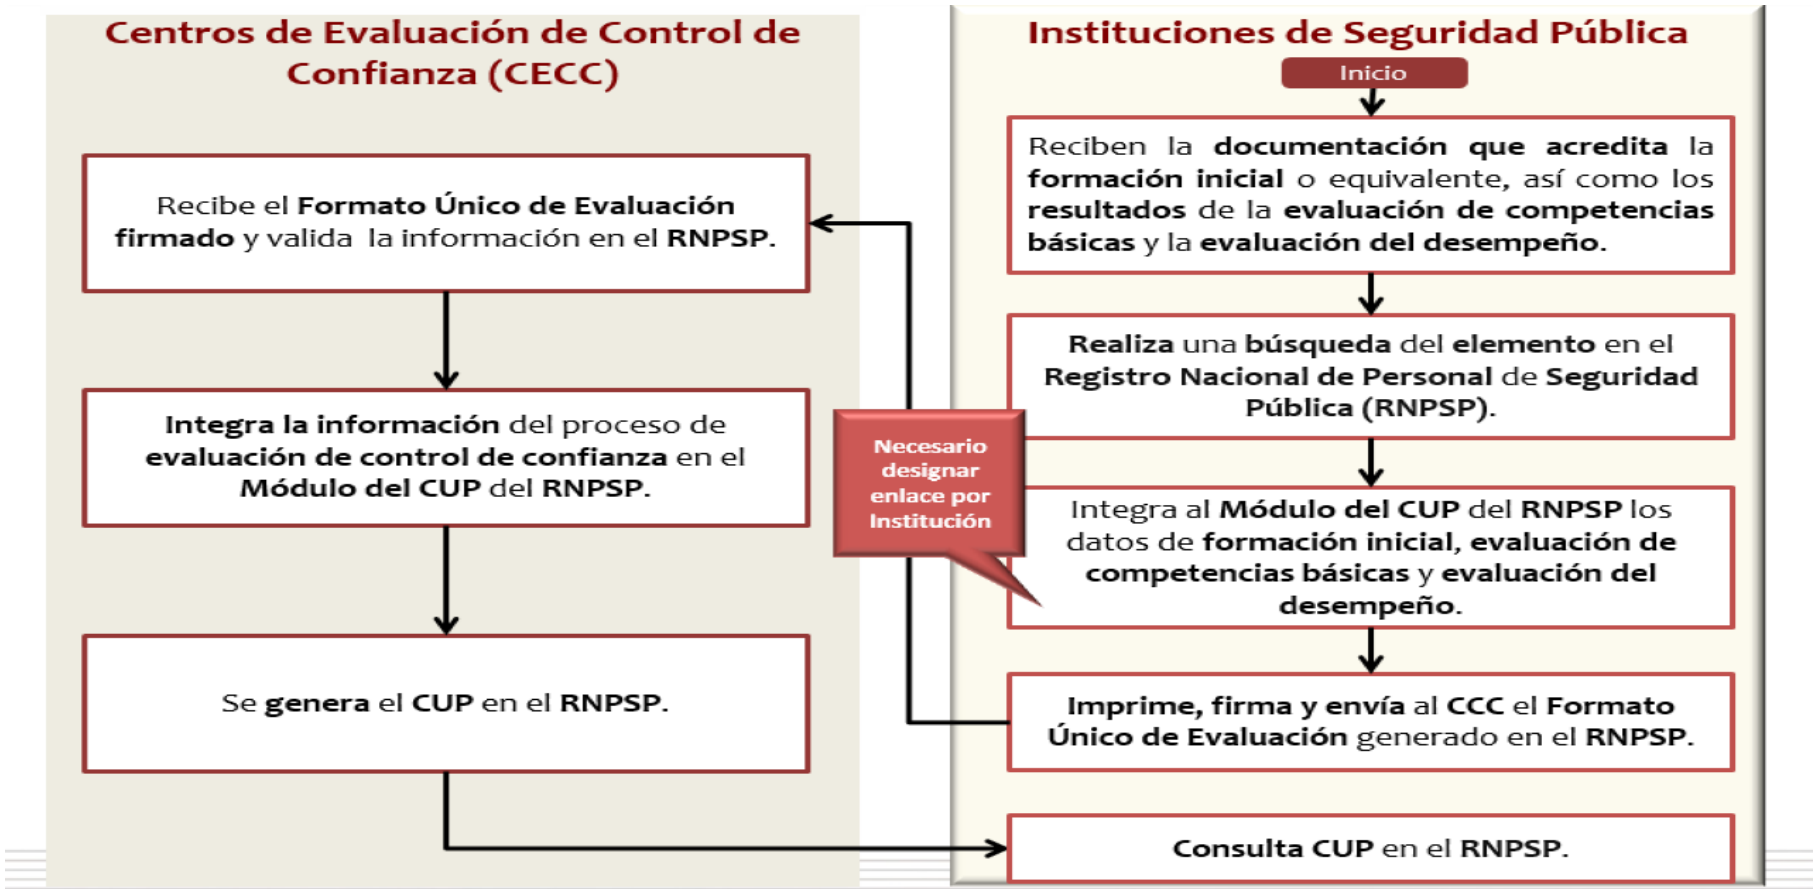 Centros de Evaluación de Control de
Confianza (CECC)
Recibe el Formato Único de Evaluación
firmado y valida la información en el RNPSP.
Integra la información del proceso de
evaluación de control de confianza en el
Módulo del CUP del RNPSP.
Se genera el CUP en el RNPSP.
Instituciones de Seguridad Pública
Inicio
Reciben la documentación que acredita la
formación inicial o equivalente, así como los
resultados de la evaluación de competencias
básicas y la evaluación del desempeño.
Realiza una búsqueda del elemento en el
Registro Nacional de Personal de Seguridad
Pública (RNPSP).
Necesario
designar
enlace por
Institución
Integra al Módulo del CUP del RNPSP los
datos de formación inicial, evaluación de
competencias básicas y evaluación del
desempeño.
Imprime, firma y envía al CCC el Formato
Único de Evaluación generado en el RNPSP.
Consulta CUP en el RNPSP.